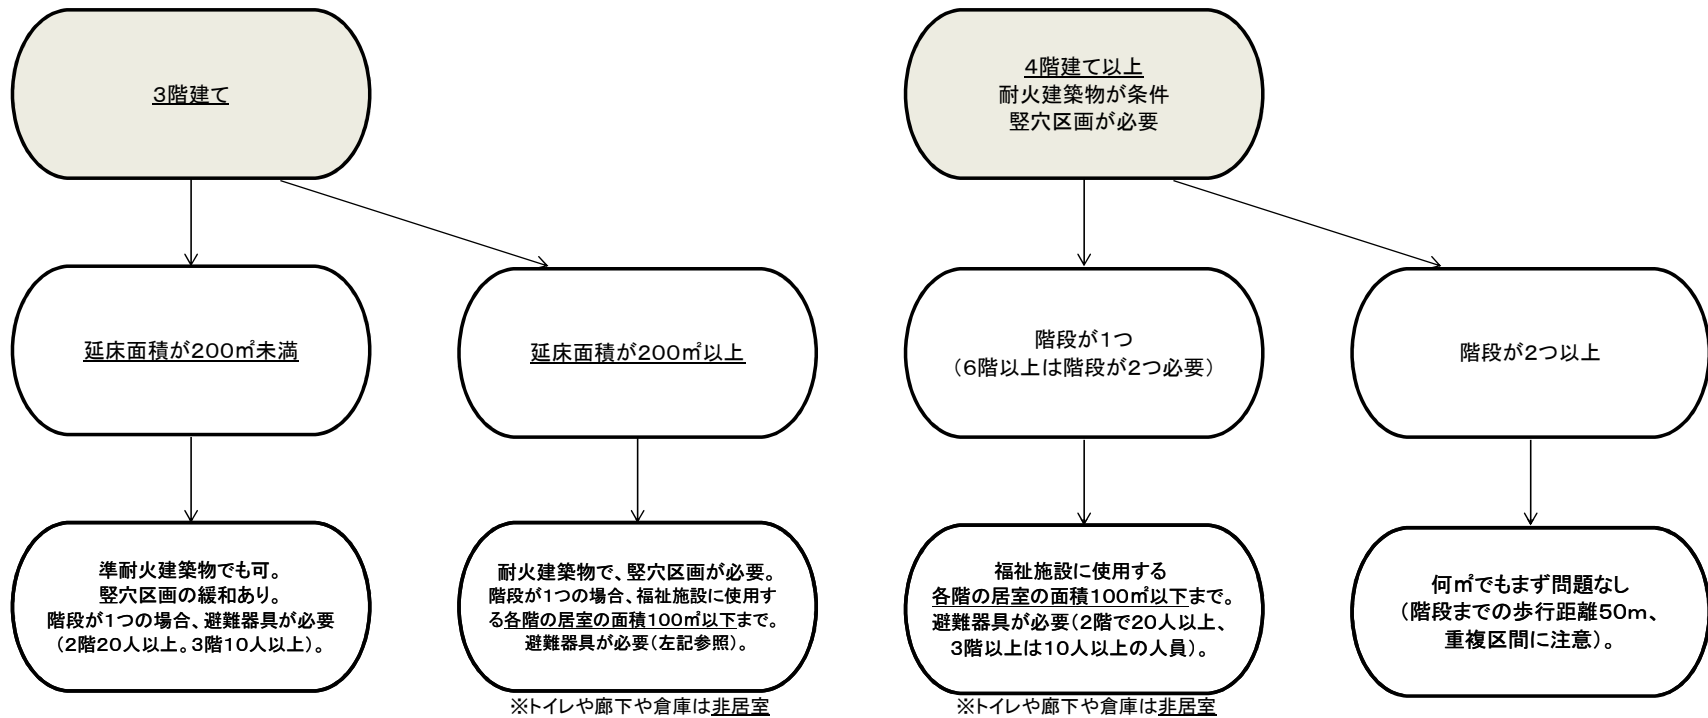 3階建て
4階建て以上
耐火建築物が条件
竪穴区画が必要
延床面積が200㎡未満
延床面積が200㎡以上
階段が1つ
（6階以上は階段が2つ必要）
階段が2つ以上
準耐火建築物でも可。
竪穴区画の緩和あり。
階段が1つの場合、避難器具が必要
（2階20人以上。3階10人以上）。
耐火建築物で、竪穴区画が必要。
階段が1つの場合、福祉施設に使用す
る各階の居室の面積100㎡以下まで。
避難器具が必要（左記参照）。
※トイレや廊下や倉庫は非居室
福祉施設に使用する
各階の居室の面積100㎡以下まで。
避難器具が必要（2階で20人以上、
3階以上は10人以上の人員）。
※トイレや廊下や倉庫は非居室
何㎡でもまず問題なし
（階段までの歩行距離50m、
重複区間に注意）。